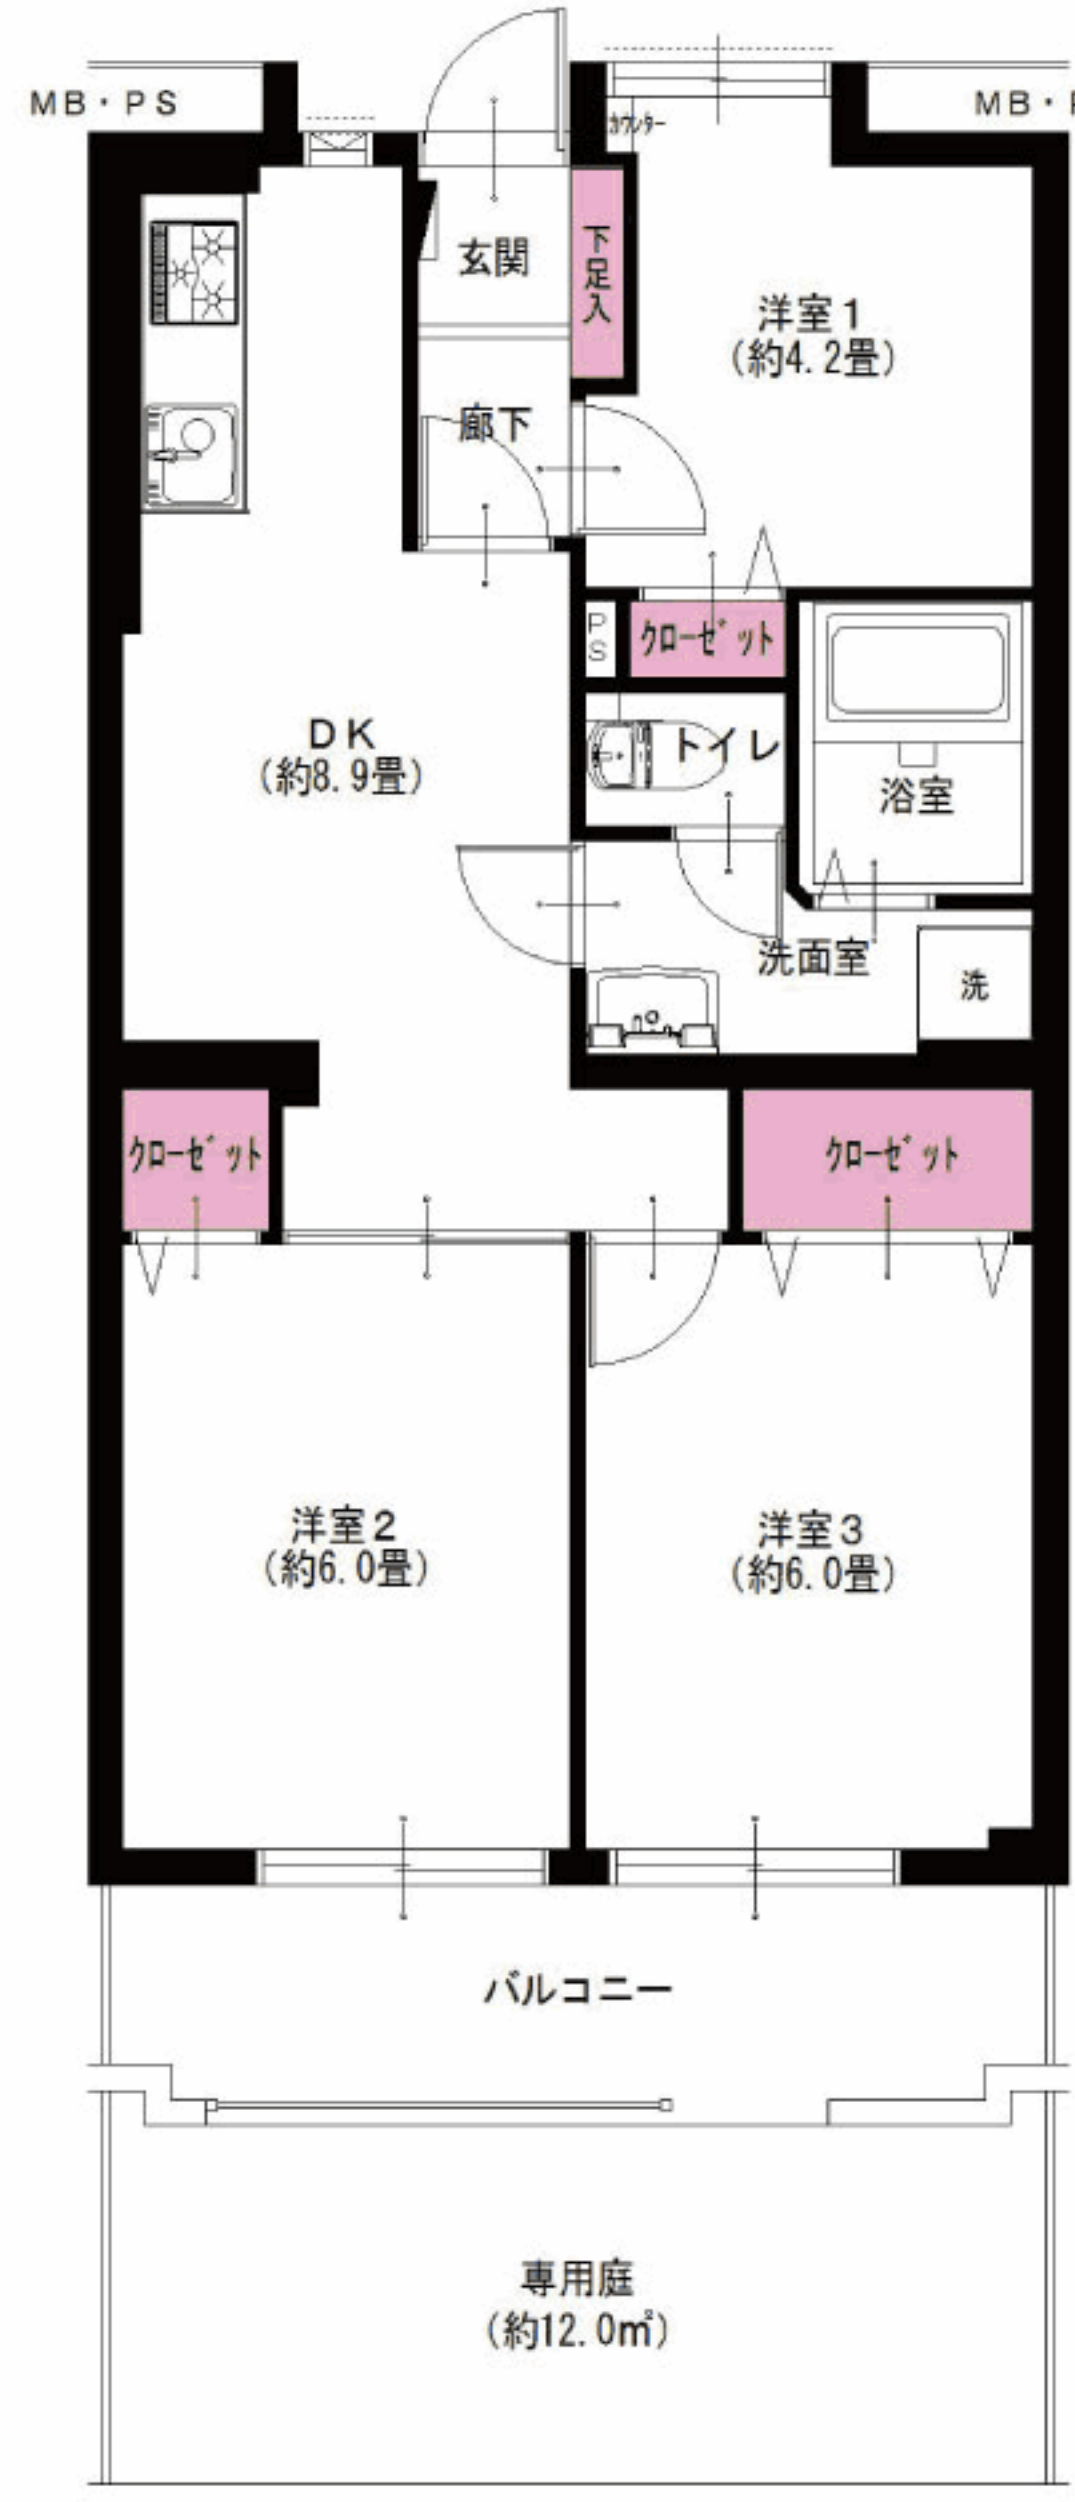 MB・PS
MB・P
カウンター
玄関
下足入
洋室1
(約4.2畳)
廊下
PS
クローゼット
DK
(約8.9畳)
トイレ
浴室
洗面室
洗
クローゼット
クローゼット
洋室2
(約6.0畳)
洋室3
(約6.0畳)
バルコニー
専用庭
(約12.0㎡)